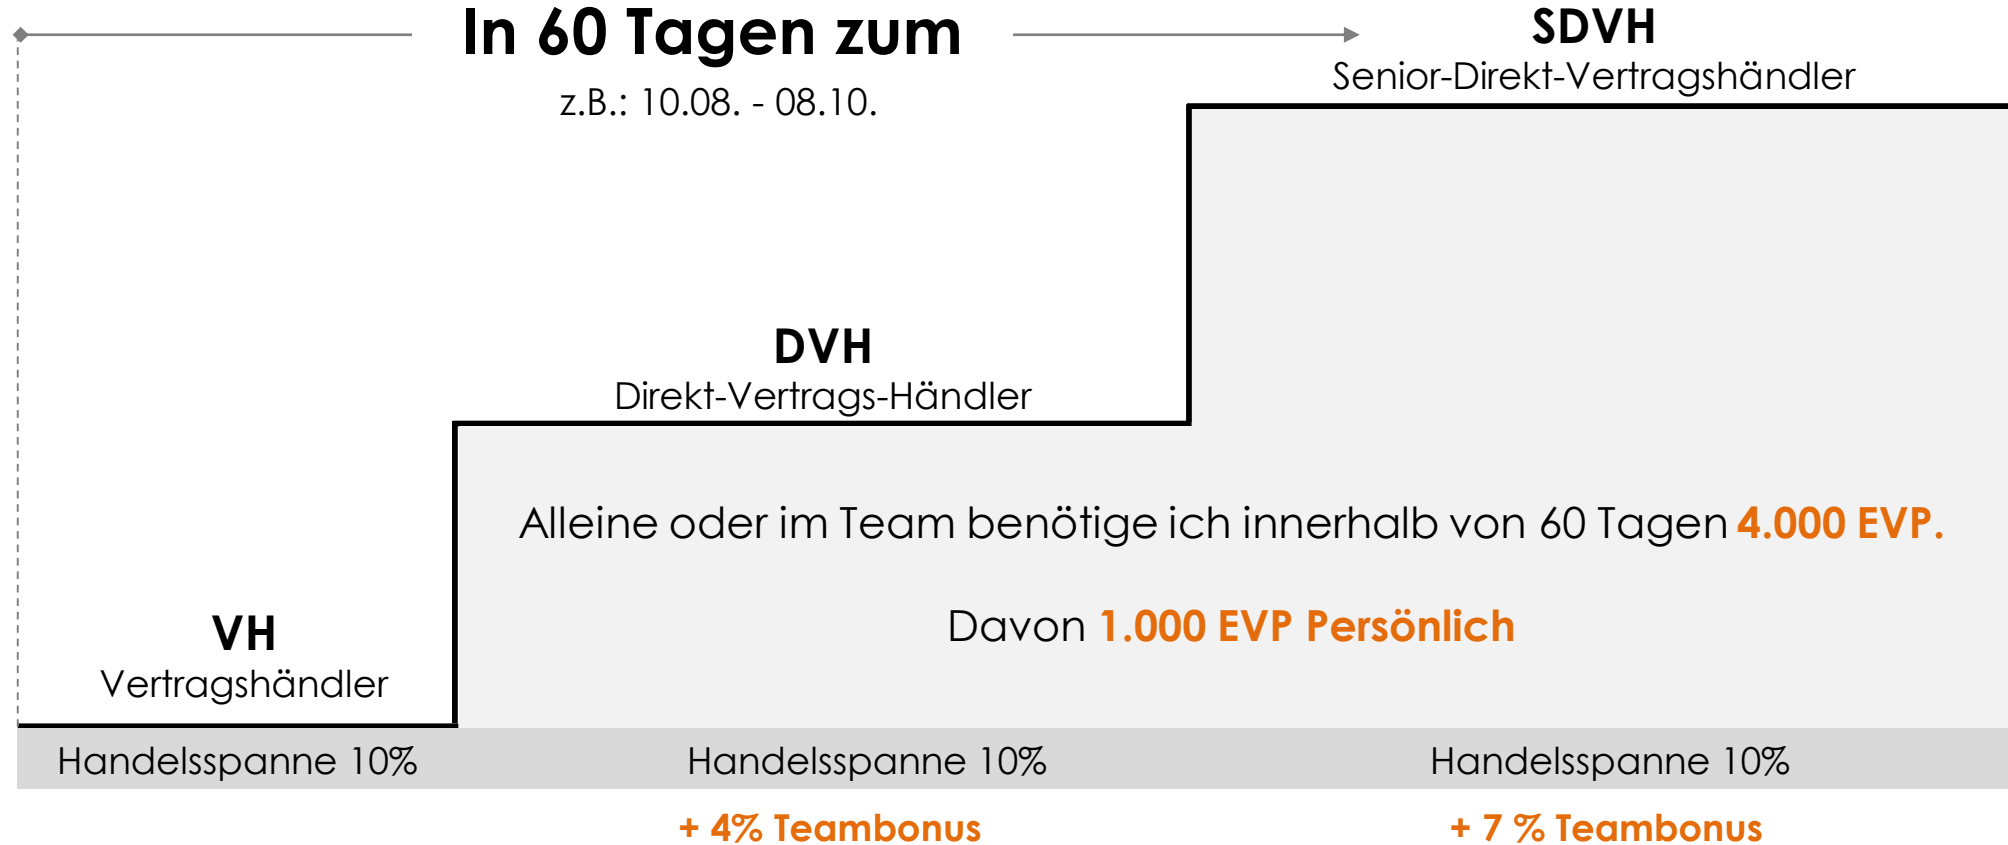 In 60 Tagen zum
z.B.: 10.08. - 08.10.
SDVH
Senior-Direkt-Vertragshändler
DVH
Direkt-Vertrags-Händler
Alleine oder im Team benötige ich innerhalb von 60 Tagen 4.000 EVP.
Davon 1.000 EVP Persönlich
VH
Vertragshändler
Handelsspanne 10%
Handelsspanne 10%
Handelsspanne 10%
+ 4% Teambonus
+ 7 % Teambonus